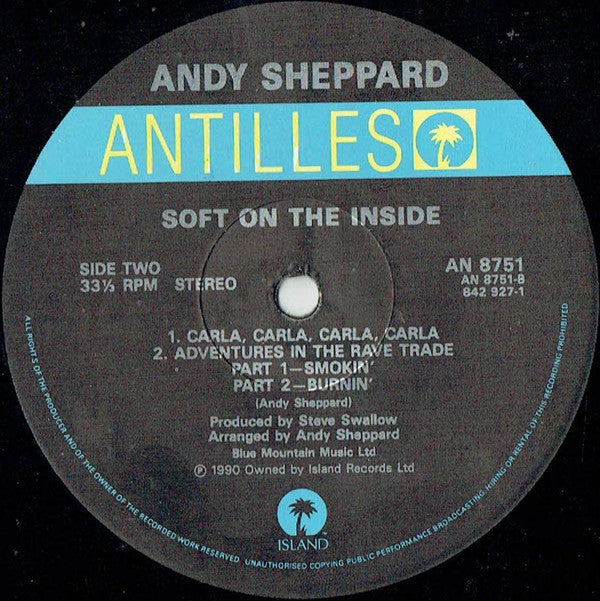 ANDY SHEPPARD
ANTILLES
SOFT ON THE INSIDE
SIDE TWO
33⅓ RPM STEREO
AN 8751
AN 8751-B
842 927-1
1. CARLA, CARLA, CARLA, CARLA
2. ADVENTURES IN THE RAVE TRADE
PART 1—SMOKIN'
PART 2—BURNIN'
(Andy Sheppard)
Produced by Steve Swallow
Arranged by Andy Sheppard
Blue Mountain Music Ltd
℗ 1990 Owned by Island Records Ltd
ISLAND™
ALL RIGHTS OF THE PRODUCER AND OF THE OWNER OF THE RECORDED WORK RESERVED. UNAUTHORISED COPYING PUBLIC PERFORMANCE BROADCASTING, HIRING OR RENTAL OF THIS RECORDING PROHIBITED